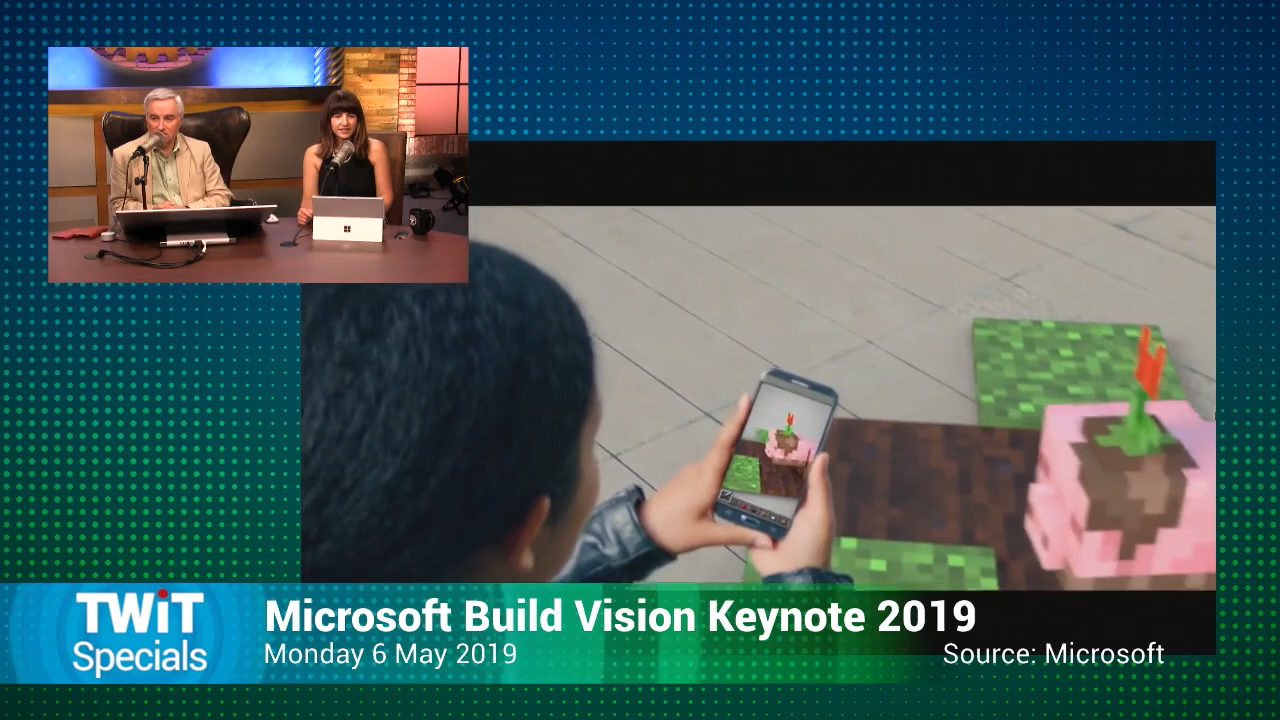 TWiT
Specials
Microsoft Build Vision Keynote 2019
Monday 6 May 2019
Source: Microsoft